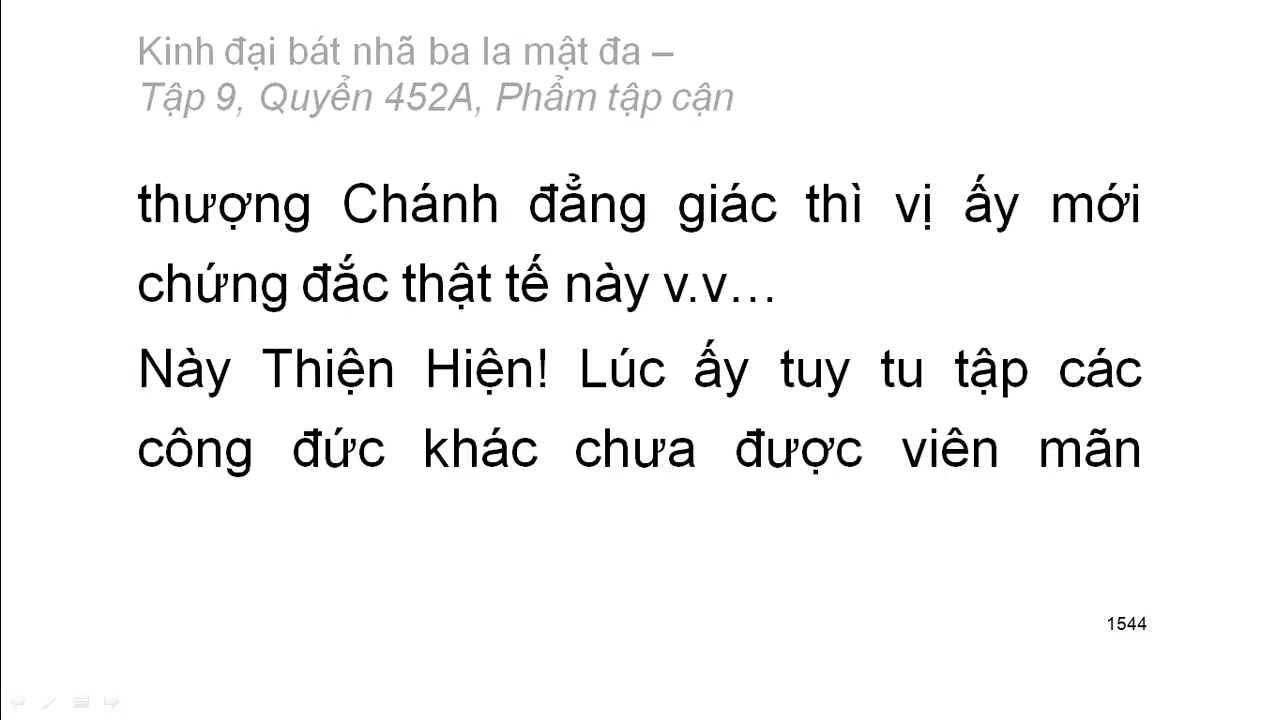 Kinh đại bát nhã ba la mật đa –
Tập 9, Quyển 452A, Phẩm tập cận
thượng Chánh đẳng giác thì vị ấy mới
chứng đắc thật tế này v.v…
Này Thiện Hiện! Lúc ấy tuy tu tập các
công đức khác chưa được viên mãn
1544